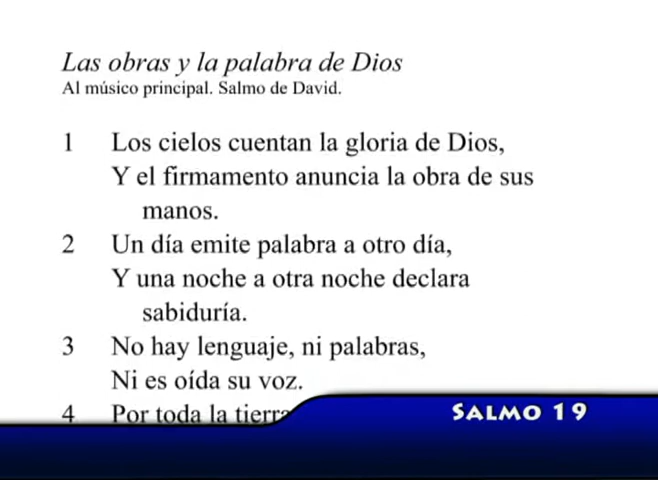 Las obras y la palabra de Dios
Al músico principal. Salmo de David.
1 Los cielos cuentan la gloria de Dios,
Y el firmamento anuncia la obra de sus
manos.
2 Un día emite palabra a otro día,
Y una noche a otra noche declara
sabiduría.
3 No hay lenguaje, ni palabras,
Ni es oída su voz.
4 Por toda la tierra
SALMO 19